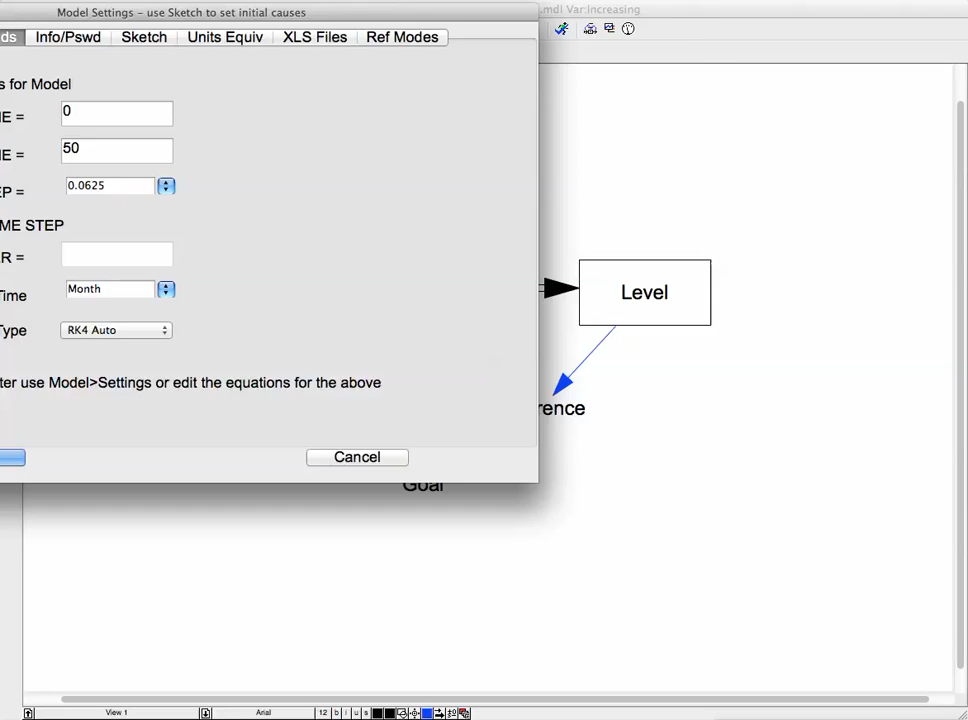 Model Settings - use Sketch to set initial causes
.mdl Var:Increasing
ds Info/Pswd Sketch Units Equiv XLS Files Ref Modes
s for Model
ME = 0
ME = 50
EP = 0.0625
ME STEP
R =
Time Month
Type RK4 Auto
ter use Model>Settings or edit the equations for the above
Cancel
Level
rence
Goal
View 1 Arial 12 b i u s